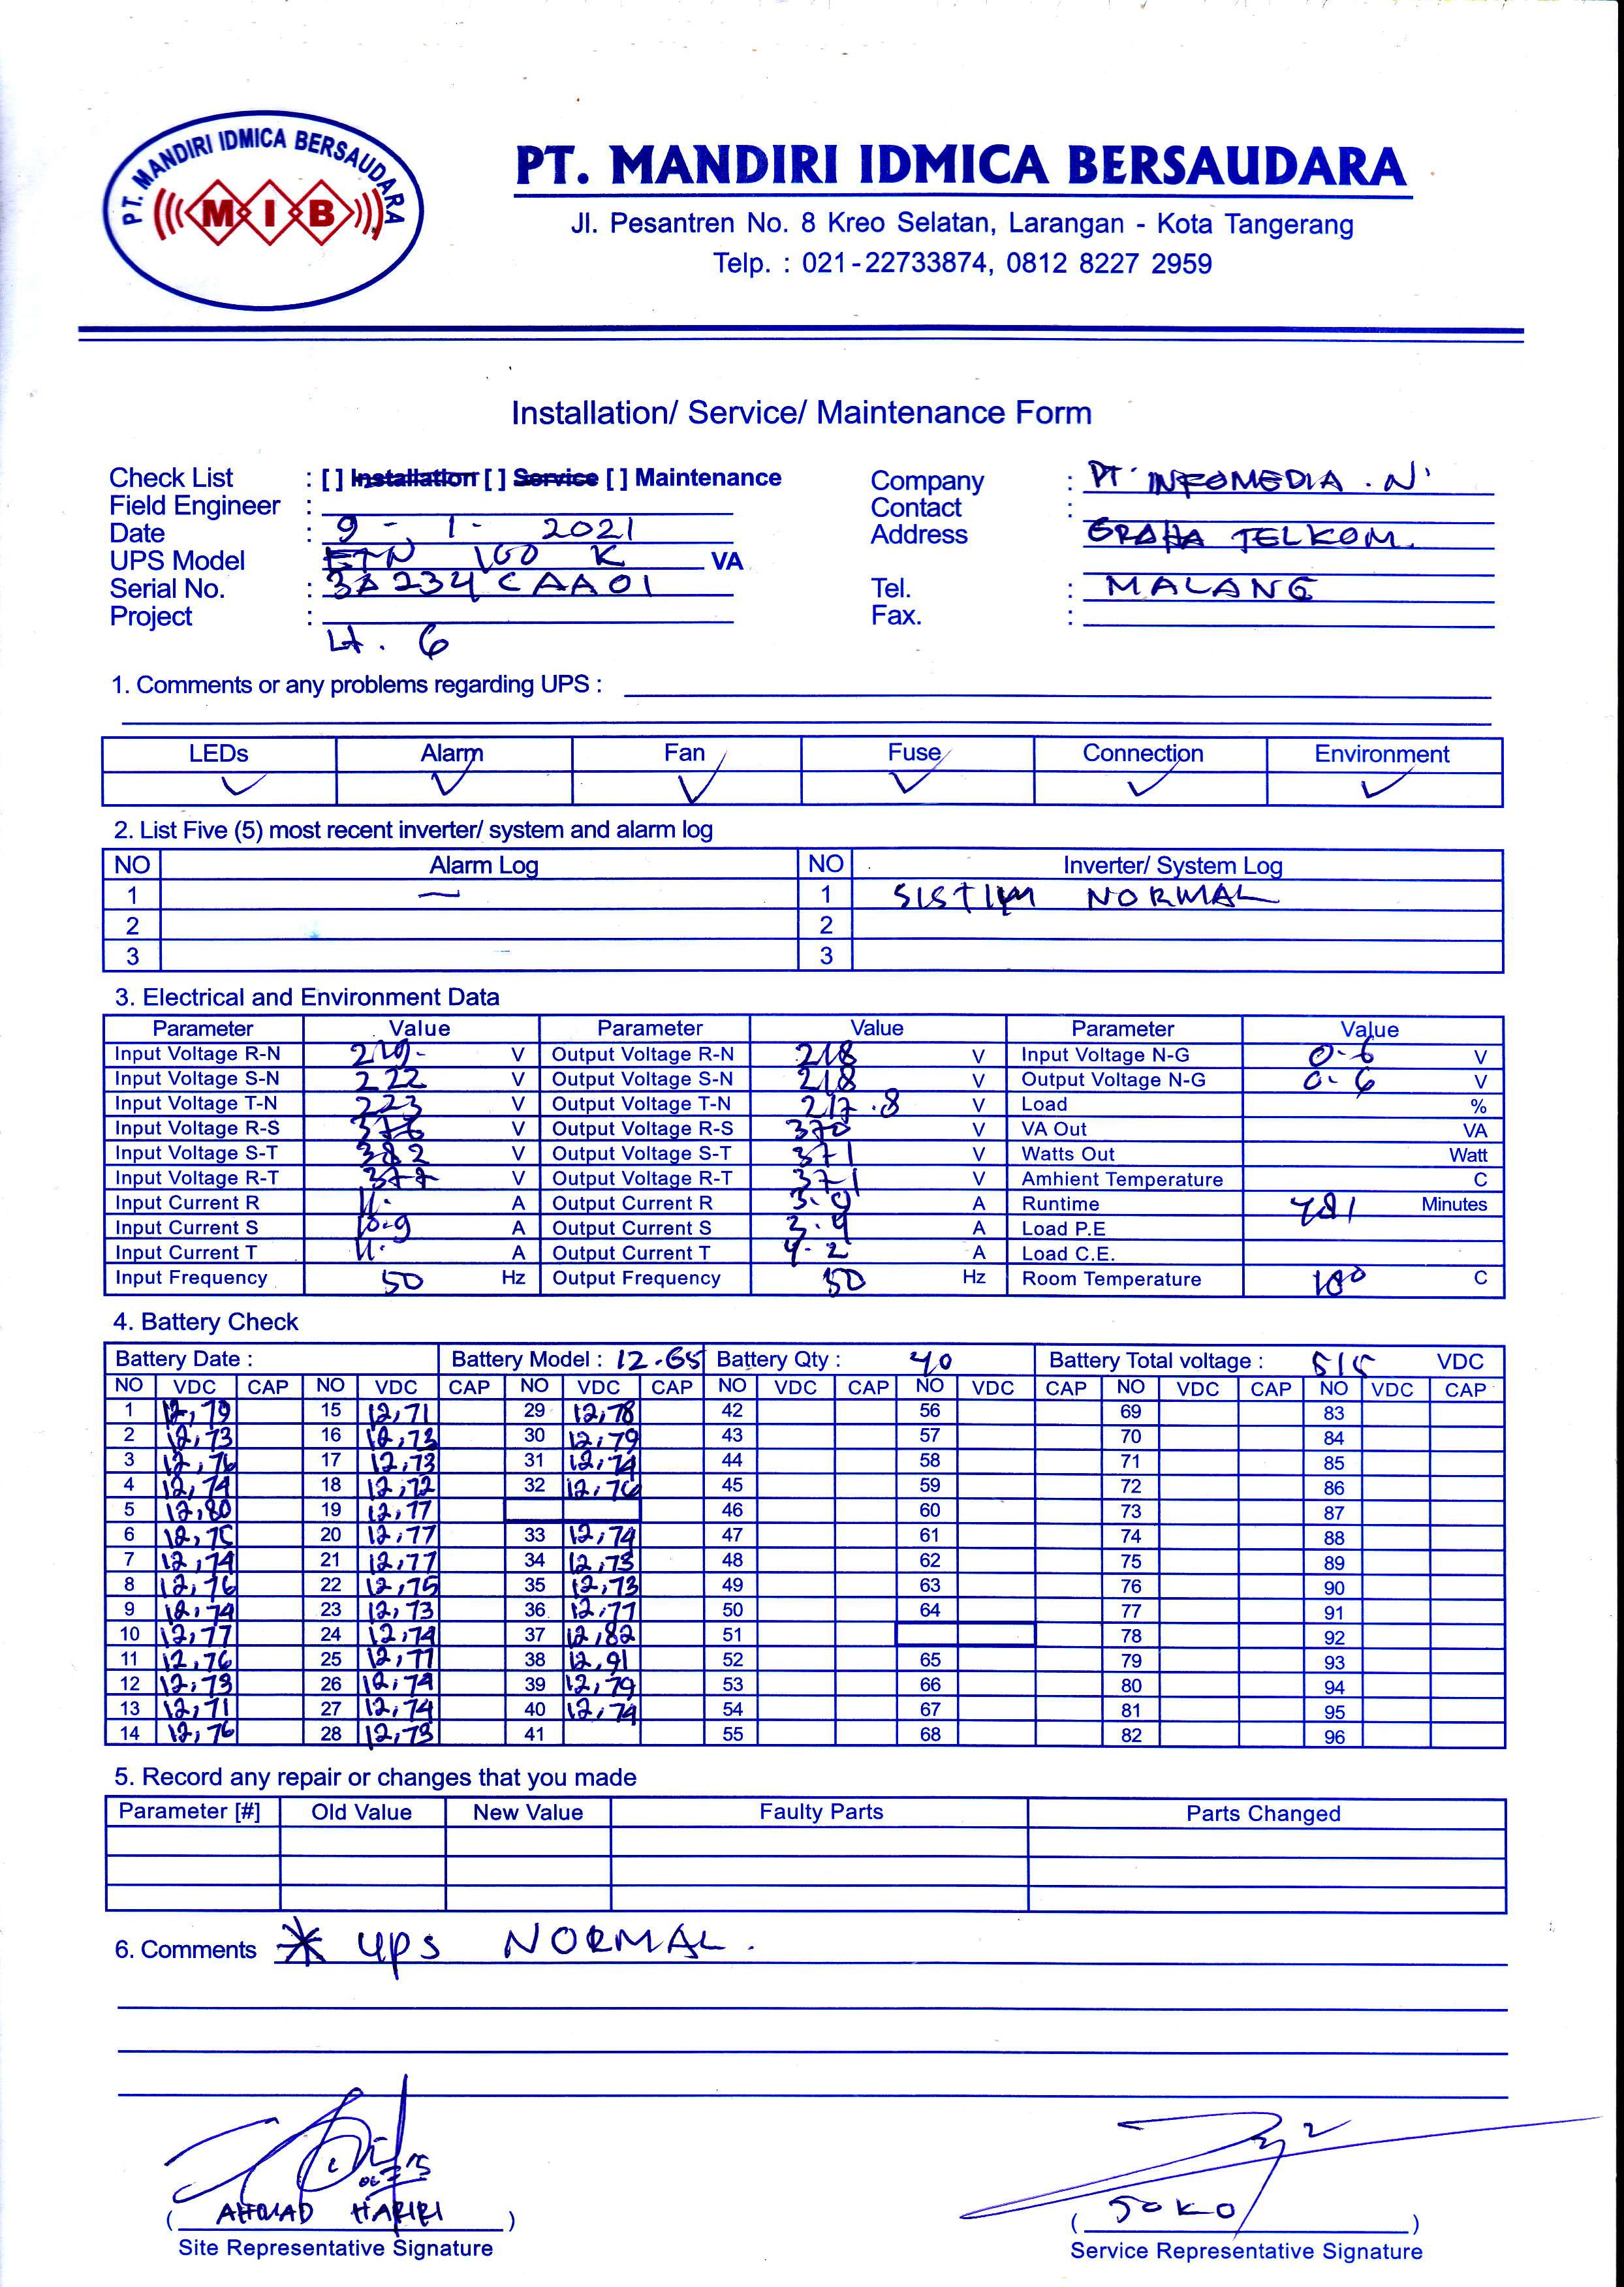 PT. MANDIRI IDMICA BERSAUDARA
MIB
PT. MANDIRI IDMICA BERSAUDARA
Jl. Pesantren No. 8 Kreo Selatan, Larangan - Kota Tangerang
Telp. : 021-22733874, 0812 8227 2959
Installation/ Service/ Maintenance Form
Check List : [ ] Installation [ ] Service [ ] Maintenance
Field Engineer :
Date : 9 - 1 - 2021
UPS Model ETN 160 K VA
Serial No. : 3A234CAA01
Project :
Lt. 6
Company : PT. INFOMEDIA . N.
Contact :
Address GRAHA TELKOM.
Tel. : MALANG
Fax. :
1. Comments or any problems regarding UPS :
LEDs Alarm Fan Fuse Connection Environment
✓ ✓ ✓ ✓ ✓ ✓
2. List Five (5) most recent inverter/ system and alarm log
NO Alarm Log NO Inverter/ System Log
1 — 1 SISTIM NORMAL
2 2
3 3
3. Electrical and Environment Data
Parameter Value Parameter Value Parameter Value
Input Voltage R-N V Output Voltage R-N 218 V Input Voltage N-G 0-6 V
Input Voltage S-N 222 V Output Voltage S-N 218 V Output Voltage N-G 0-6 V
Input Voltage T-N 223 V Output Voltage T-N 217.8 V Load %
Input Voltage R-S 376 V Output Voltage R-S 370 V VA Out VA
Input Voltage S-T 382 V Output Voltage S-T 371 V Watts Out Watt
Input Voltage R-T 377 V Output Voltage R-T 371 V Amhient Temperature C
Input Current R 11. A Output Current R 3.9 A Runtime Minutes
Input Current S 10-9 A Output Current S 3.9 A Load P.E
Input Current T 11. A Output Current T 4-2 A Load C.E.
Input Frequency 50 Hz Output Frequency 50 Hz Room Temperature 18° C
4. Battery Check
Battery Date : Battery Model : 12-65 Battery Qty : 40 Battery Total voltage : 515 VDC
NO VDC CAP NO VDC CAP NO VDC CAP NO VDC CAP NO VDC CAP NO VDC CAP NO VDC CAP
1 12,79 15 12,71 29 12,78 42 56 69 83
2 12,73 16 12,73 30 12,79 43 57 70 84
3 12,76 17 12,73 31 12,74 44 58 71 85
4 12,74 18 12,72 32 12,76 45 59 72 86
5 12,80 19 12,77 46 60 73 87
6 12,75 20 12,77 33 12,74 47 61 74 88
7 12,74 21 12,77 34 12,73 48 62 75 89
8 12,76 22 12,75 35 12,73 49 63 76 90
9 12,74 23 12,73 36 12,77 50 64 77 91
10 12,77 24 12,74 37 12,82 51 78 92
11 12,76 25 12,77 38 12,91 52 65 79 93
12 12,73 26 12,74 39 12,79 53 66 80 94
13 12,71 27 12,74 40 12,74 54 67 81 95
14 12,76 28 12,73 41 55 68 82 96
5. Record any repair or changes that you made
Parameter [#] Old Value New Value Faulty Parts Parts Changed
6. Comments * UPS NORMAL .
( AHMAD HARIRI )
Site Representative Signature
( JOKO )
Service Representative Signature